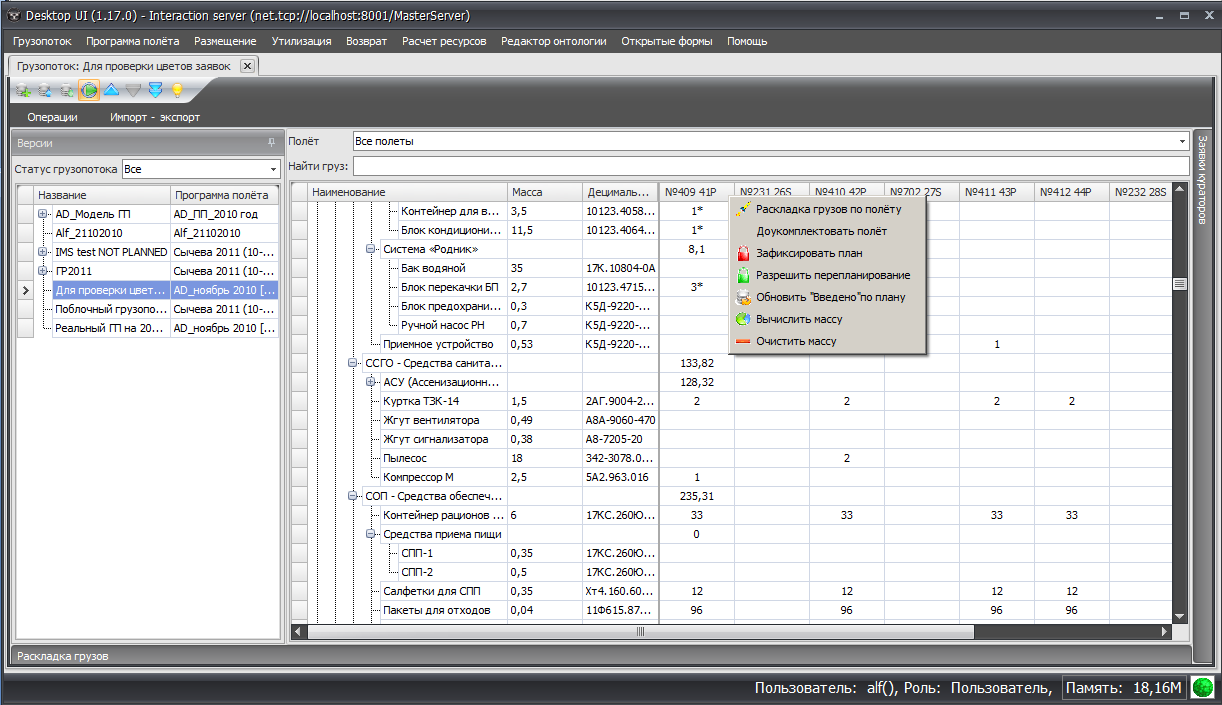 Desktop UI (1.17.0) - Interaction server (net.tcp://localhost:8001/MasterServer)
Грузопоток Программа полёта Размещение Утилизация Возврат Расчет ресурсов Редактор онтологии Открытые формы Помощь
Грузопоток: Для проверки цветов заявок
Операции Импорт - экспорт
Версии
Статус грузопотока Все
Название Программа полёта
AD_Модель ГП AD_ПП_2010 год
Alf_21102010 Alf_21102010
IMS test NOT PLANNED Сычева 2011 (10-...
ГР2011 Сычева 2011 (10-...
Для проверки цвет... AD_ноябрь 2010 [...
Поблочный грузопо... Сычева 2011 (10-...
Реальный ГП на 20... AD_ноябрь 2010 [...
Полёт Все полеты
Найти груз:
Наименование Масса Децималь... №409 41P №231 26S №410 42P №702 27S №411 43P №412 44P №232 28S
Контейнер для в... 3,5 10123.4058... 1*
Блок кондициони... 11,5 10123.4064... 1*
Система «Родник» 8,1
Бак водяной 35 17К.10804-0А
Блок перекачки БП 2,7 10123.4715... 3*
Блок предохрани... 0,3 К5Д-9220-...
Ручной насос РН 0,7 К5Д-9220-...
Приемное устройство 0,53 К5Д-9220-... 1
ССГО - Средства санита... 133,82
АСУ (Ассенизационн... 128,32
Куртка ТЗК-14 1,5 2АГ.9004-2... 2 2 2 2
Жгут вентилятора 0,49 А8А-9060-470
Жгут сигнализатора 0,38 А8-7205-20
Пылесос 18 342-3078.0... 2
Компрессор М 2,5 5А2.963.016 1
СОП - Средства обеспеч... 235,31
Контейнер рационов ... 6 17КС.260Ю... 33 33 33 33
Средства приема пищи 0
СПП-1 0,35 17КС.260Ю...
СПП-2 0,5 17КС.260Ю...
Салфетки для СПП 0,35 Хт4.160.60... 12 12 12 12
Пакеты для отходов 0,04 11Ф615.87... 96 96 96 96
Раскладка грузов по полёту
Доукомплектовать полёт
Зафиксировать план
Разрешить перепланирование
Обновить "Введено"по плану
Вычислить массу
Очистить массу
Заявки кураторов
Раскладка грузов
Пользователь: alf(), Роль: Пользователь, Память: 18,16М